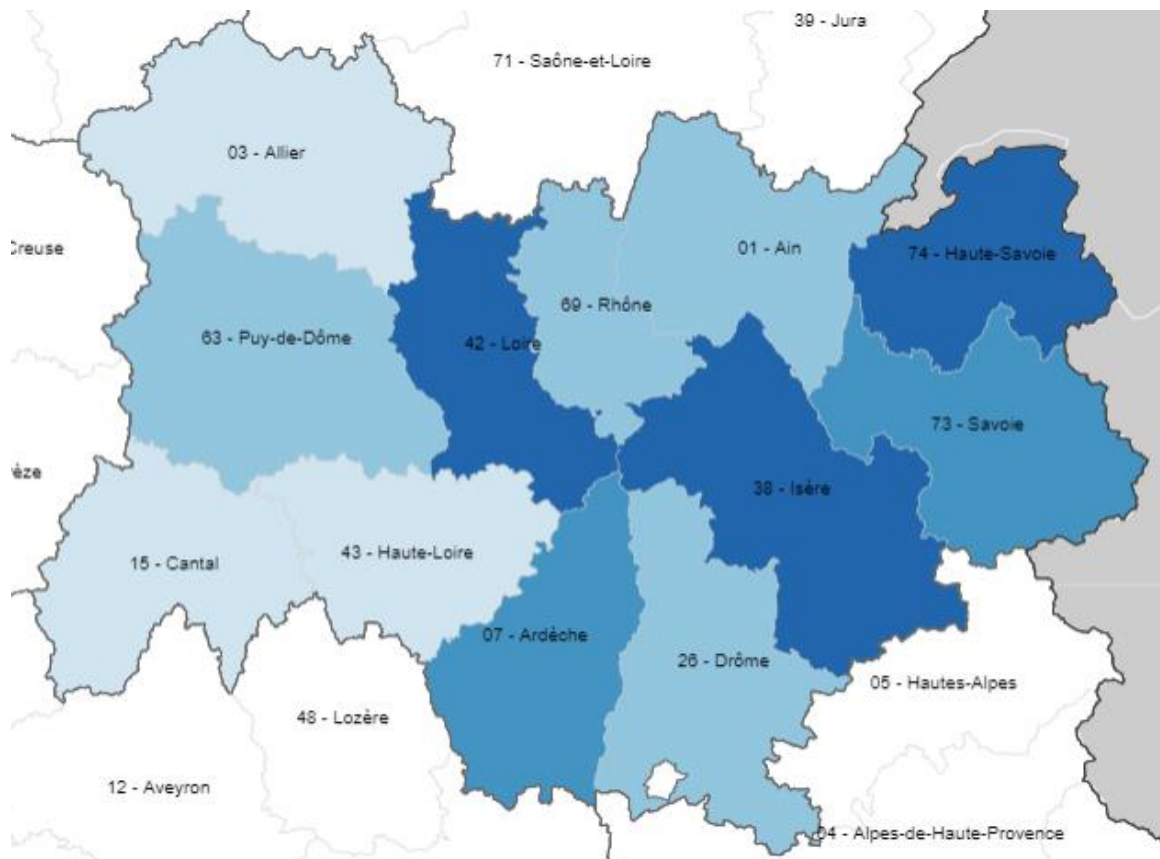 39 - Jura
71 - Saône-et-Loire
03 - Allier
Creuse
01 - Ain
74 - Haute-Savoie
69 - Rhône
63 - Puy-de-Dôme
42 - Loire
73 - Savoie
èze
38 - Isère
43 - Haute-Loire
15 - Cantal
07 - Ardèche
26 - Drôme
05 - Hautes-Alpes
48 - Lozère
12 - Aveyron
04 - Alpes-de-Haute-Provence